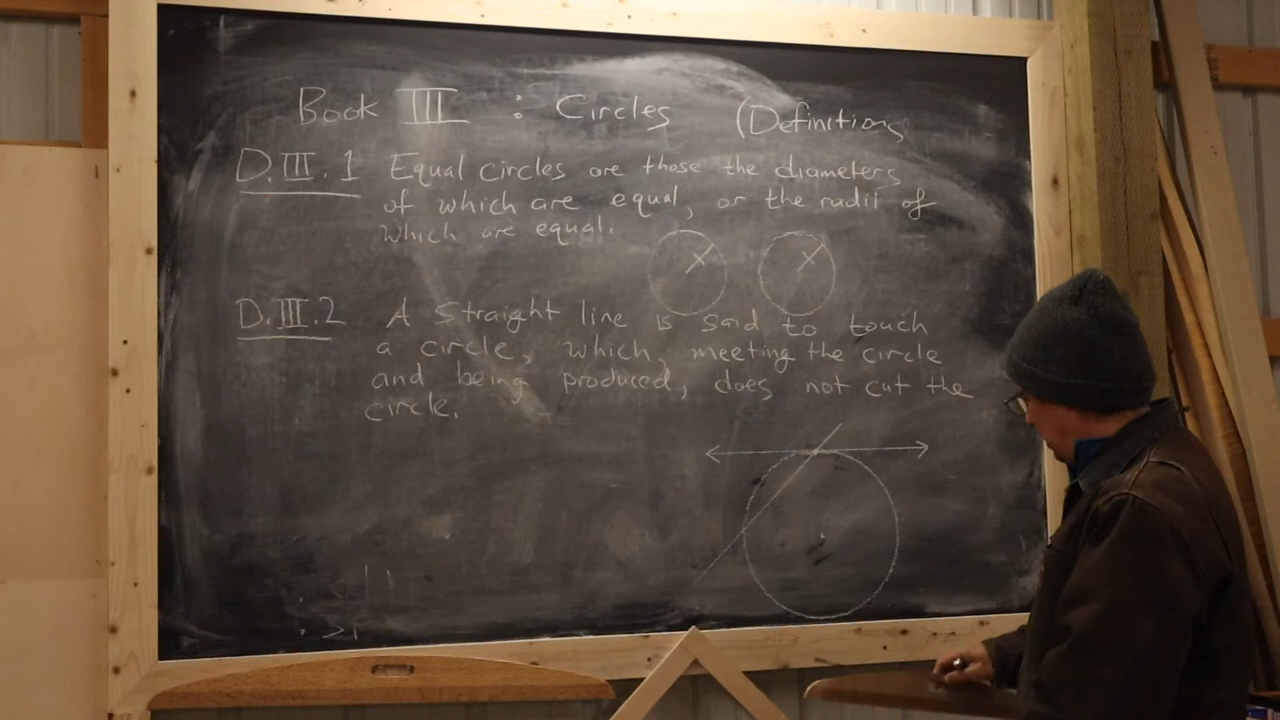 Book III : Circles (Definitions
D.III.1 Equal circles are those the diameters
of which are equal, or the radii of
which are equal.
D.III.2 A straight line is said to touch
a circle, which, meeting the circle
and being produced, does not cut the
circle.